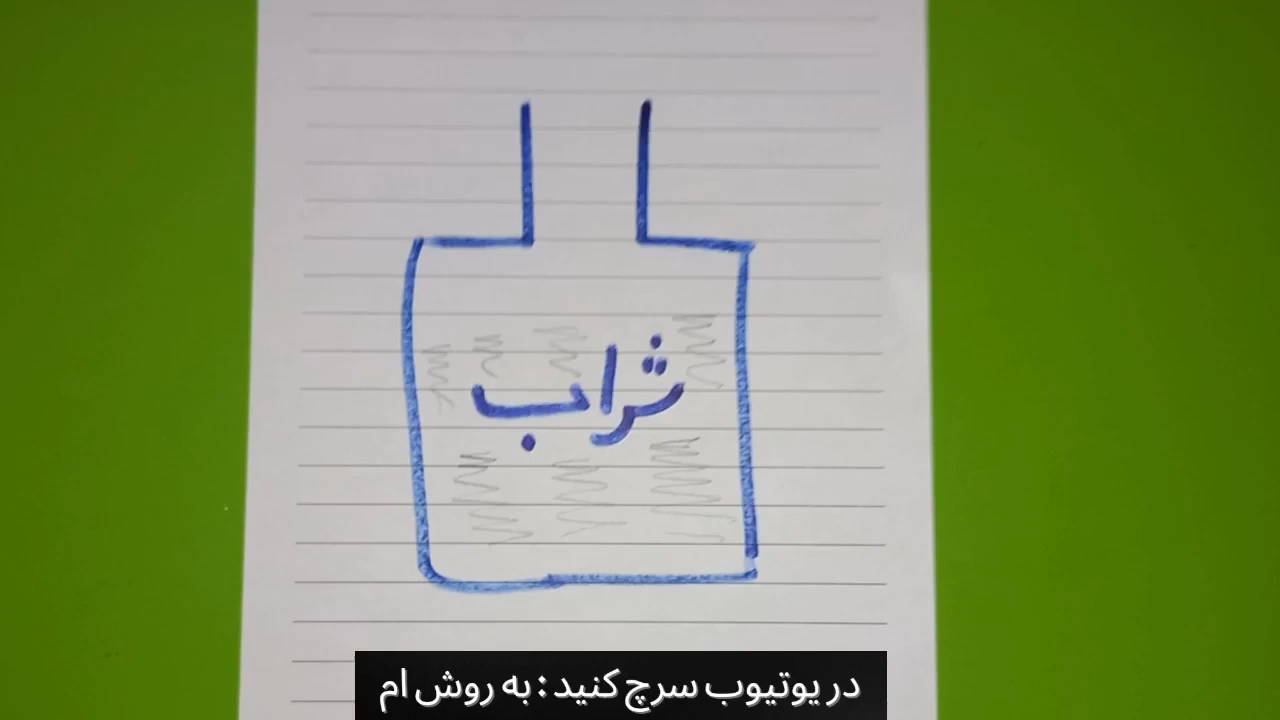 شراب
در یوتیوب سرچ کنید : به روش ام